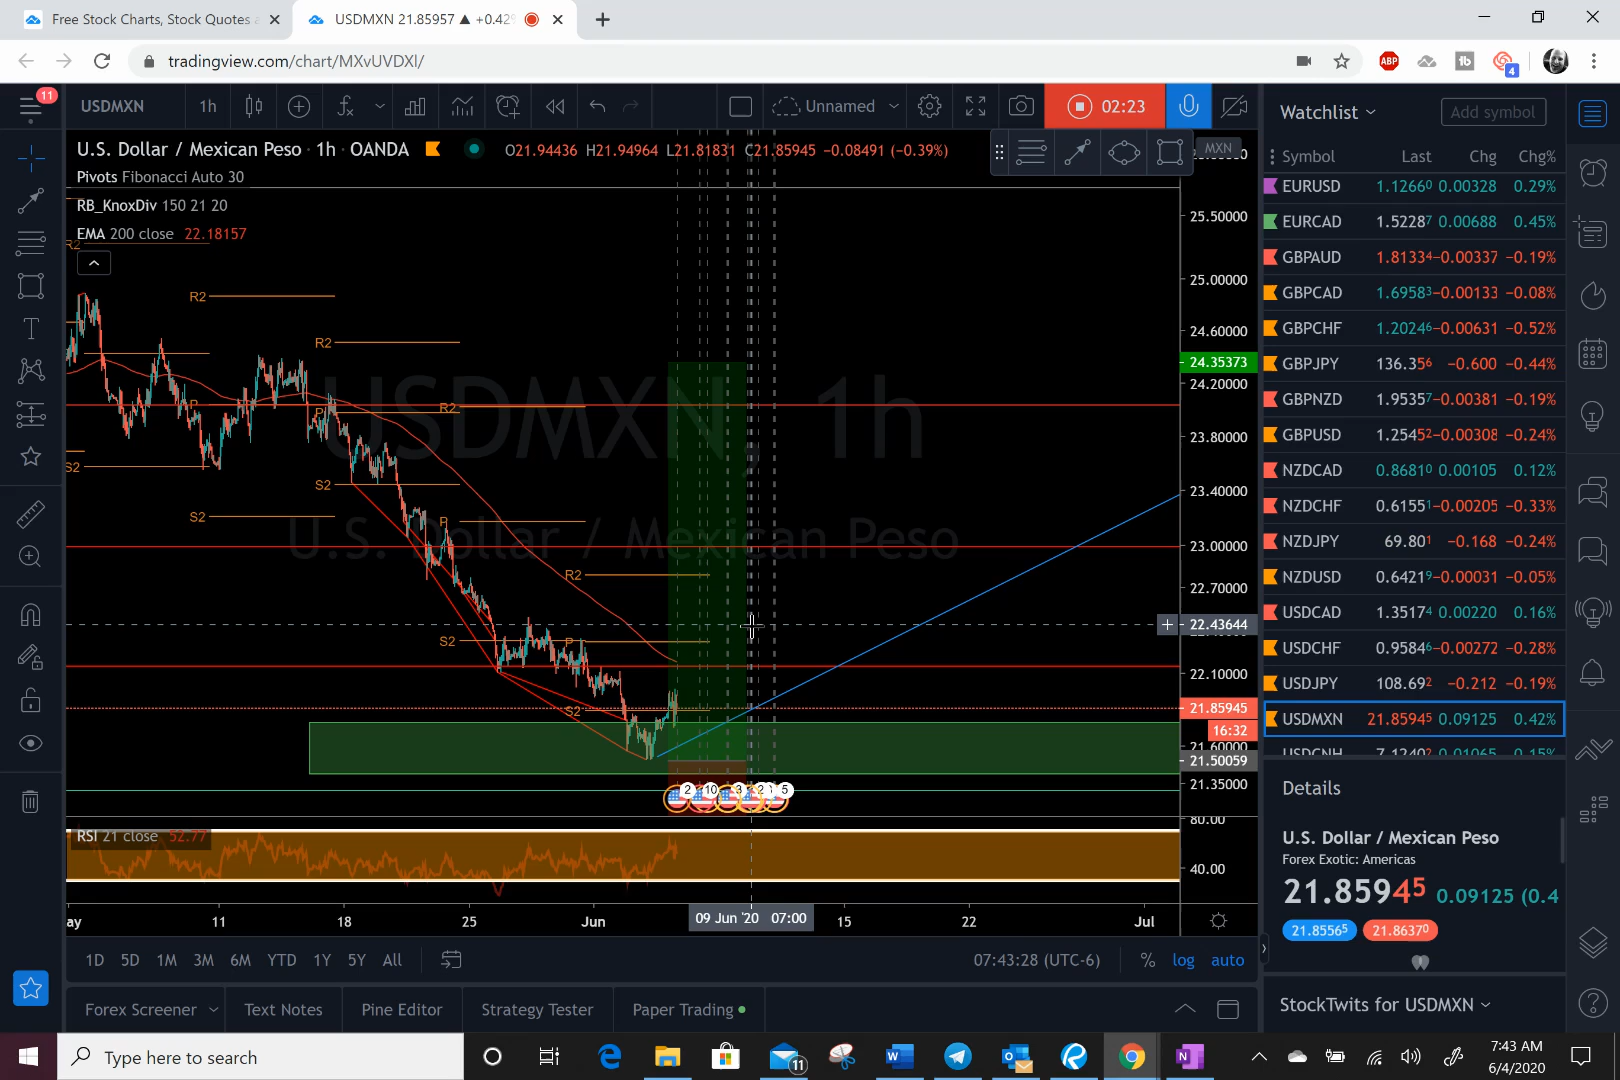 Free Stock Charts, Stock Quotes
USDMXN 21.85957 ▲ +0.42%
tradingview.com/chart/MXvUVDXl/
ABP
4
11
USDMXN
1h
Unnamed
02:23
U.S. Dollar / Mexican Peso · 1h · OANDA
O21.94436 H21.94964 L21.81831 C21.85945 −0.08491 (−0.39%)
MXN
Pivots Fibonacci Auto 30
RB_KnoxDiv 150 21 20
EMA 200 close 22.18157
USDMXN, 1h
U.S. Dollar / Mexican Peso
R2
R2
R2
R2
R2
P
P
P
P
S2
S2
S2
S2
S2
25.50000
25.00000
24.60000
24.35373
24.20000
23.80000
23.40000
23.00000
22.70000
22.43644
22.10000
21.85945
16:32
21.60000
21.50059
21.35000
2 10 3 2 5
RSI 21 close 52.77
80.00
40.00
ay 11 18 25 Jun 09 Jun '20 07:00 15 22 Jul
1D 5D 1M 3M 6M YTD 1Y 5Y All
07:43:28 (UTC-6) % log auto
Forex Screener Text Notes Pine Editor Strategy Tester Paper Trading
Watchlist
Add symbol
Symbol Last Chg Chg%
EURUSD 1.12660 0.00328 0.29%
EURCAD 1.52287 0.00688 0.45%
GBPAUD 1.81334 −0.00337 −0.19%
GBPCAD 1.69583 −0.00133 −0.08%
GBPCHF 1.20246 −0.00631 −0.52%
GBPJPY 136.356 −0.600 −0.44%
GBPNZD 1.95357 −0.00381 −0.19%
GBPUSD 1.25452 −0.00308 −0.24%
NZDCAD 0.86810 0.00105 0.12%
NZDCHF 0.61551 −0.00205 −0.33%
NZDJPY 69.801 −0.168 −0.24%
NZDUSD 0.64219 −0.00031 −0.05%
USDCAD 1.35174 0.00220 0.16%
USDCHF 0.95846 −0.00272 −0.28%
USDJPY 108.692 −0.212 −0.19%
USDMXN 21.85945 0.09125 0.42%
USDCNH 7.12402 0.01065 0.15%
Details
U.S. Dollar / Mexican Peso
Forex Exotic: Americas
21.85945 0.09125 (0.4
21.85565 21.86370
StockTwits for USDMXN
Type here to search
11
7:43 AM
6/4/2020